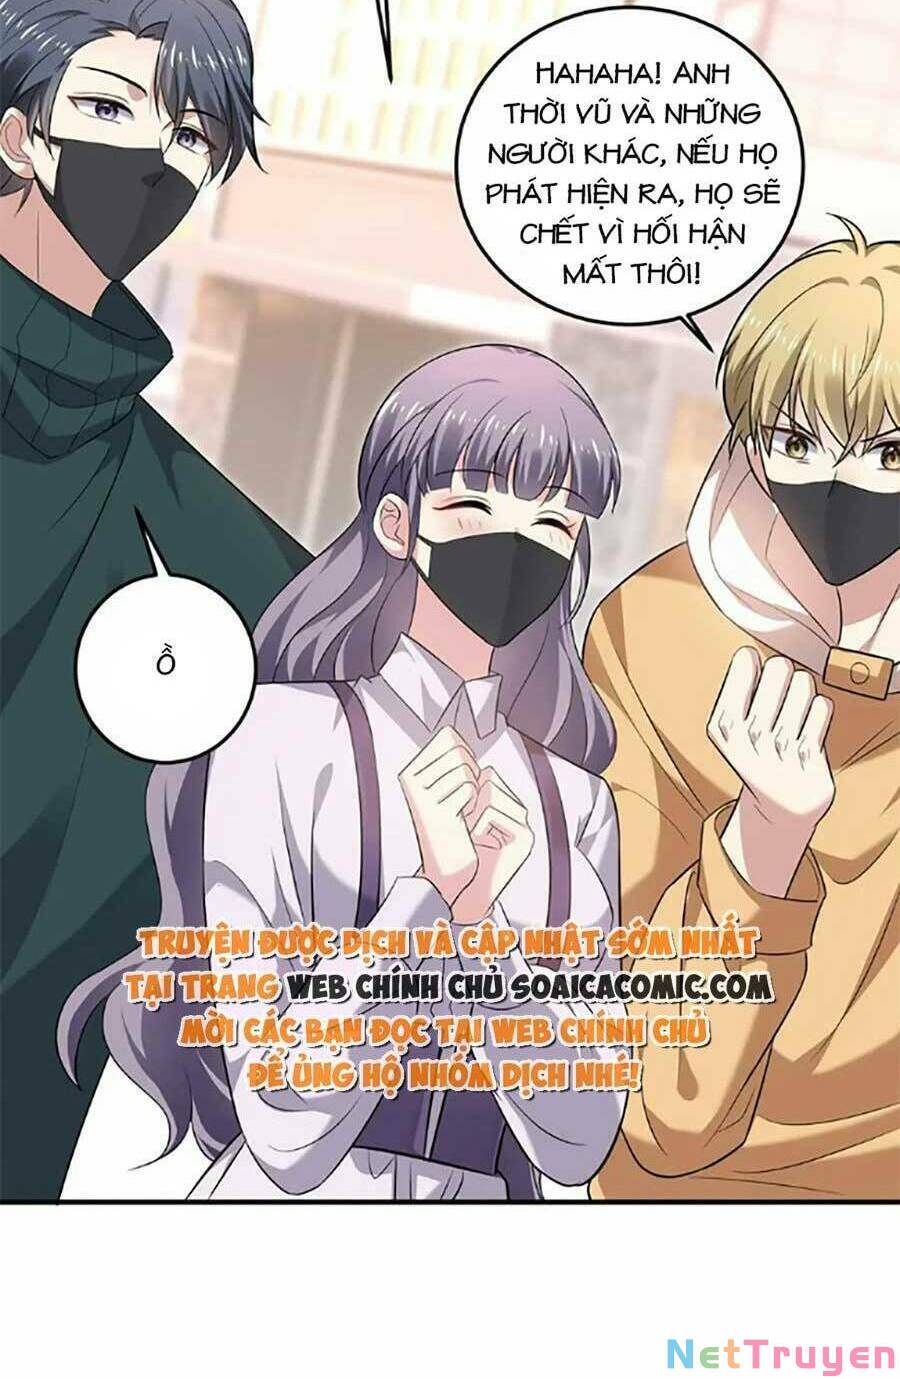 HAHAHA! ANH
THỜI VŨ VÀ NHỮNG
NGƯỜI KHÁC, NẾU HỌ
PHÁT HIỆN RA, HỌ SẼ
CHẾT VÌ HỐI HẬN
MẤT THÔI!
Ồ
TRUYỆN ĐƯỢC DỊCH VÀ CẬP NHẬT SỚM NHẤT
TẠI TRANG WEB CHÍNH CHỦ SOAICACOMIC.COM
MỜI CÁC BẠN ĐỌC TẠI WEB CHÍNH CHỦ
ĐỂ ỦNG HỘ NHÓM DỊCH NHÉ!
NetTruyen